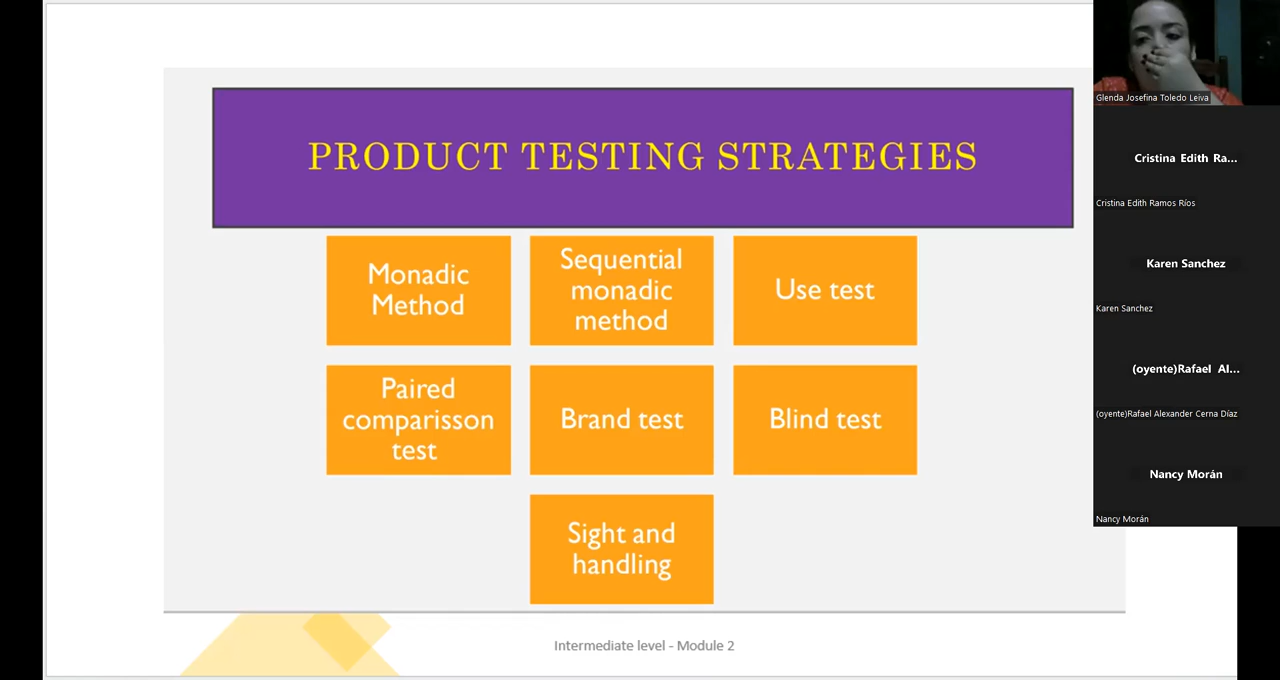 PRODUCT TESTING STRATEGIES
Monadic
Method
Sequential
monadic
method
Use test
Paired
comparisson
test
Brand test
Blind test
Sight and
handling
Intermediate level - Module 2
Glenda Josefina Toledo Leiva
Cristina Edith Ra...
Cristina Edith Ramos Ríos
Karen Sanchez
Karen Sanchez
(oyente)Rafael Al...
(oyente)Rafael Alexander Cerna Díaz
Nancy Morán
Nancy Morán